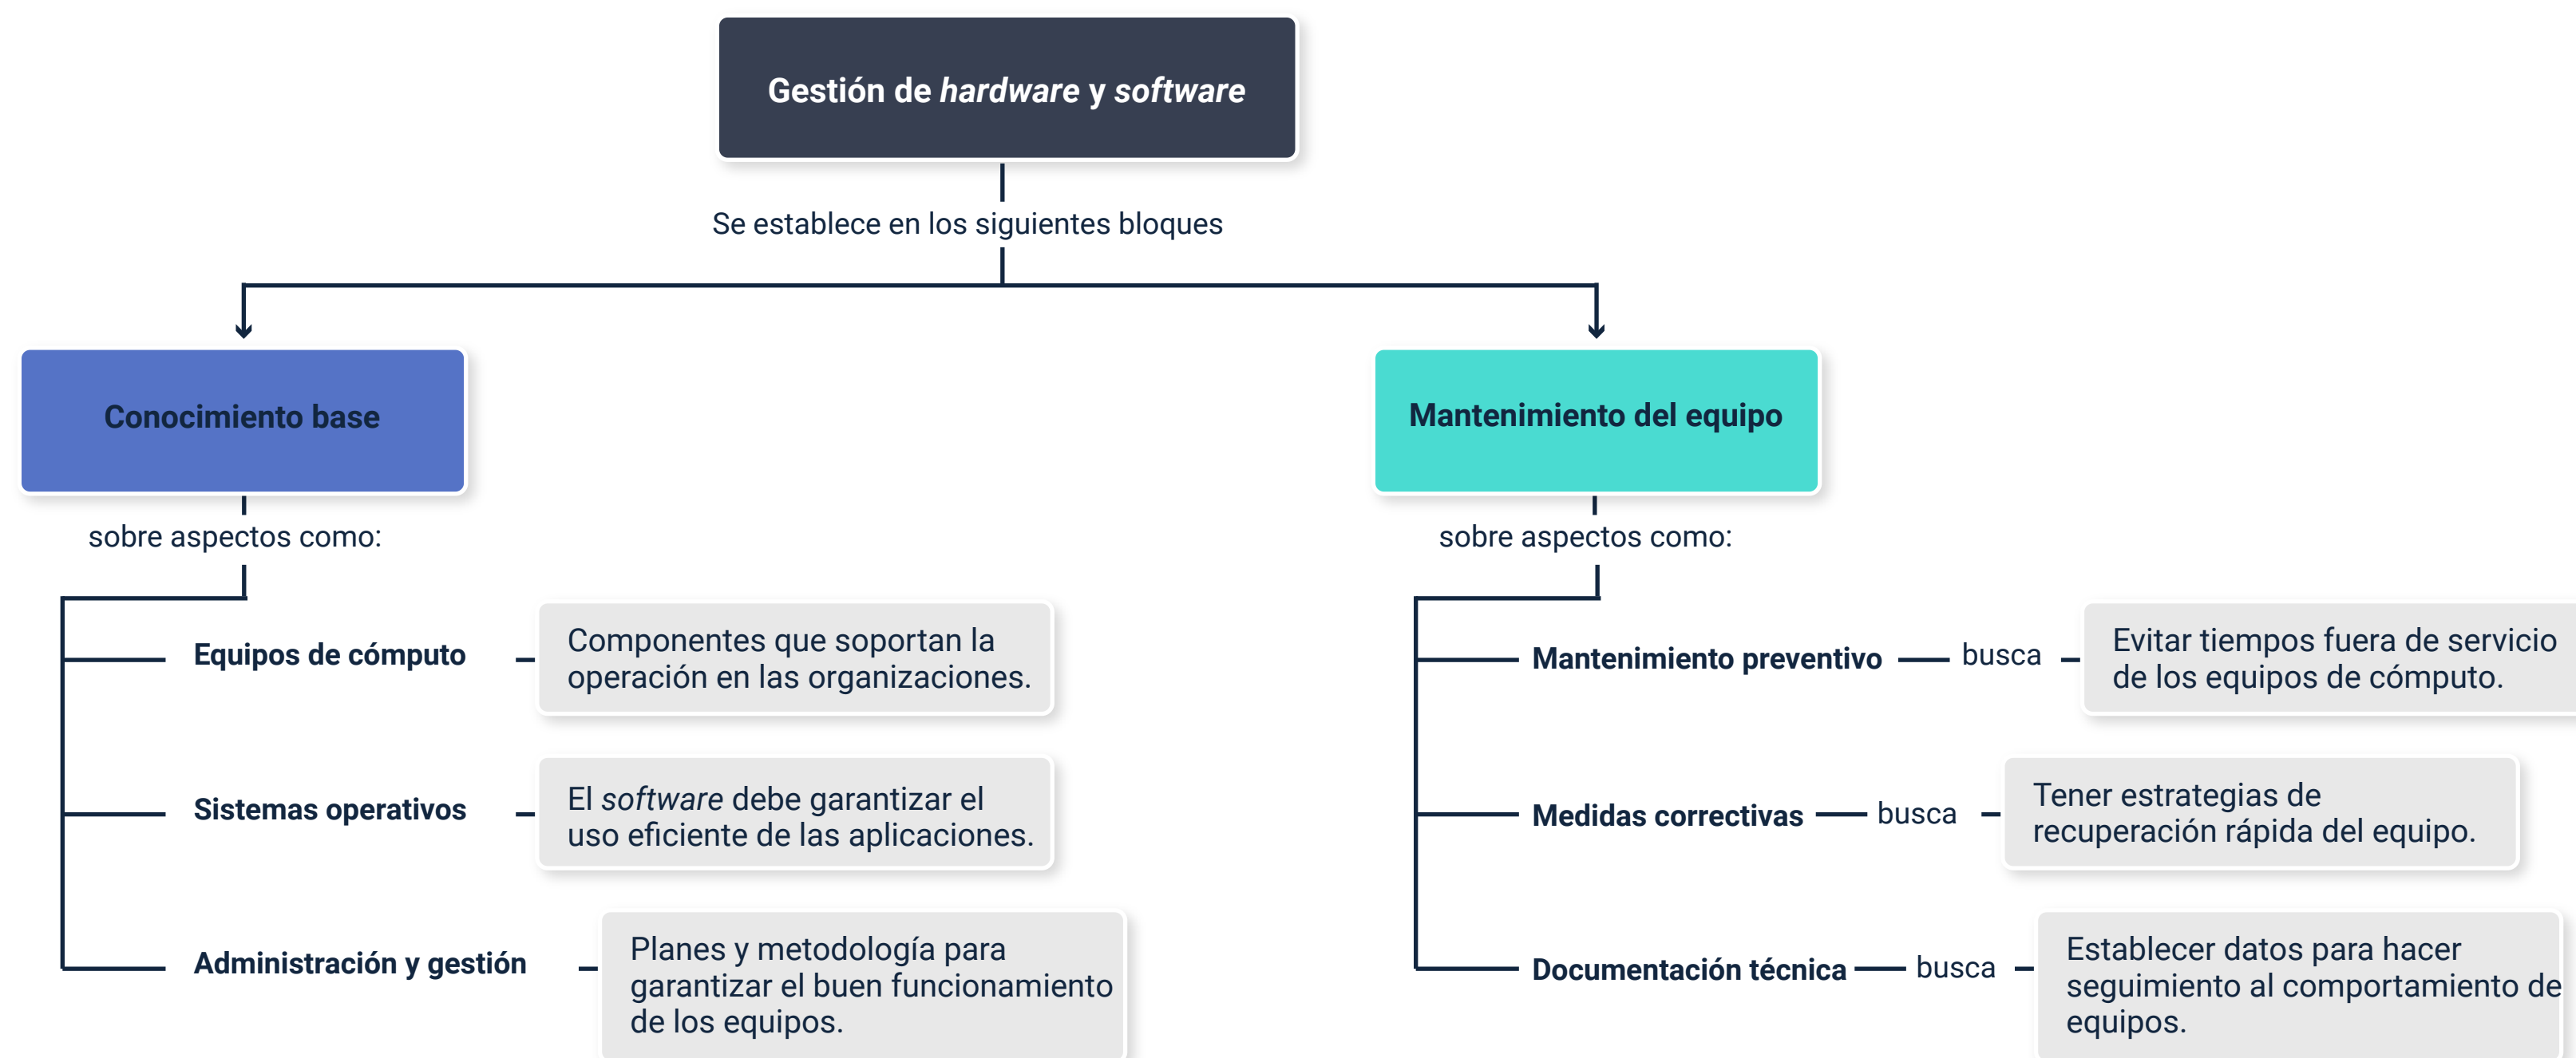 Gestión de hardware y software
Se establece en los siguientes bloques
Conocimiento base
sobre aspectos como:
Equipos de cómputo
Componentes que soportan la
operación en las organizaciones.
Sistemas operativos
El software debe garantizar el
uso eficiente de las aplicaciones.
Administración y gestión
Planes y metodología para
garantizar el buen funcionamiento
de los equipos.
Mantenimiento del equipo
sobre aspectos como:
Mantenimiento preventivo
busca
Evitar tiempos fuera de servicio
de los equipos de cómputo.
Medidas correctivas
busca
Tener estrategias de
recuperación rápida del equipo.
Documentación técnica
busca
Establecer datos para hacer
seguimiento al comportamiento de
equipos.